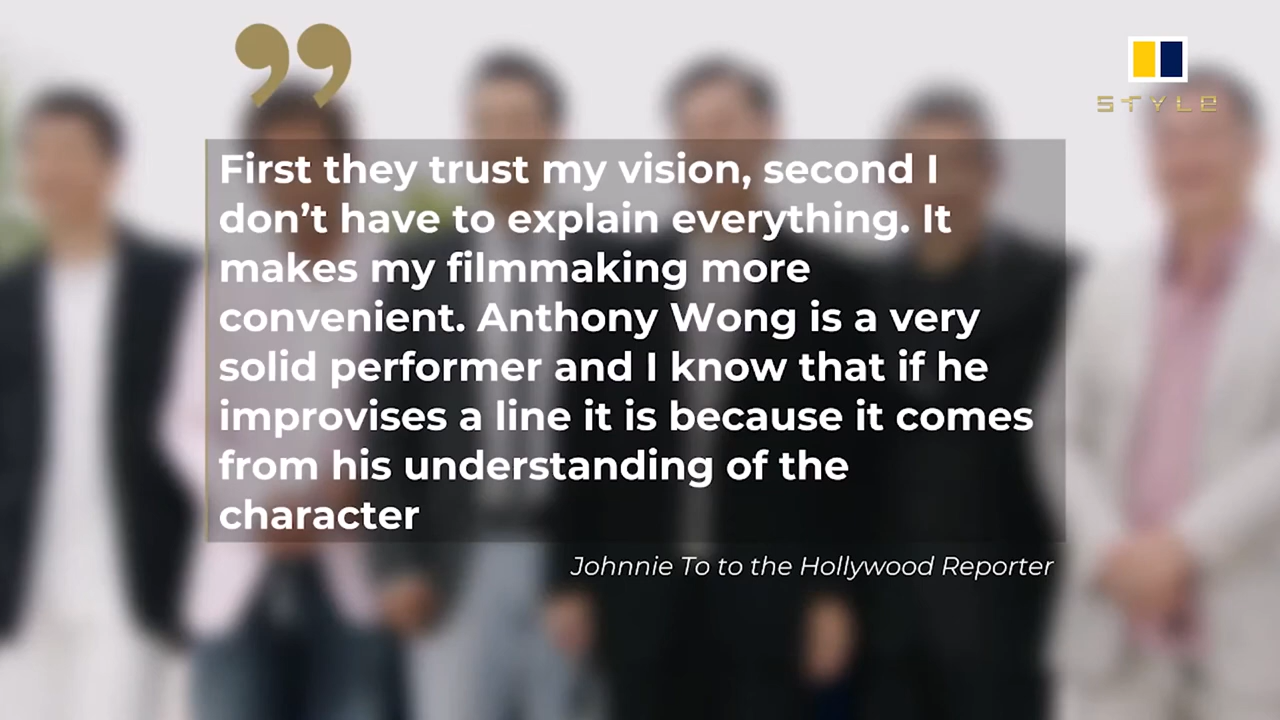 ”
STYLE
First they trust my vision, second I
don’t have to explain everything. It
makes my filmmaking more
convenient. Anthony Wong is a very
solid performer and I know that if he
improvises a line it is because it comes
from his understanding of the
character
Johnnie To to the Hollywood Reporter